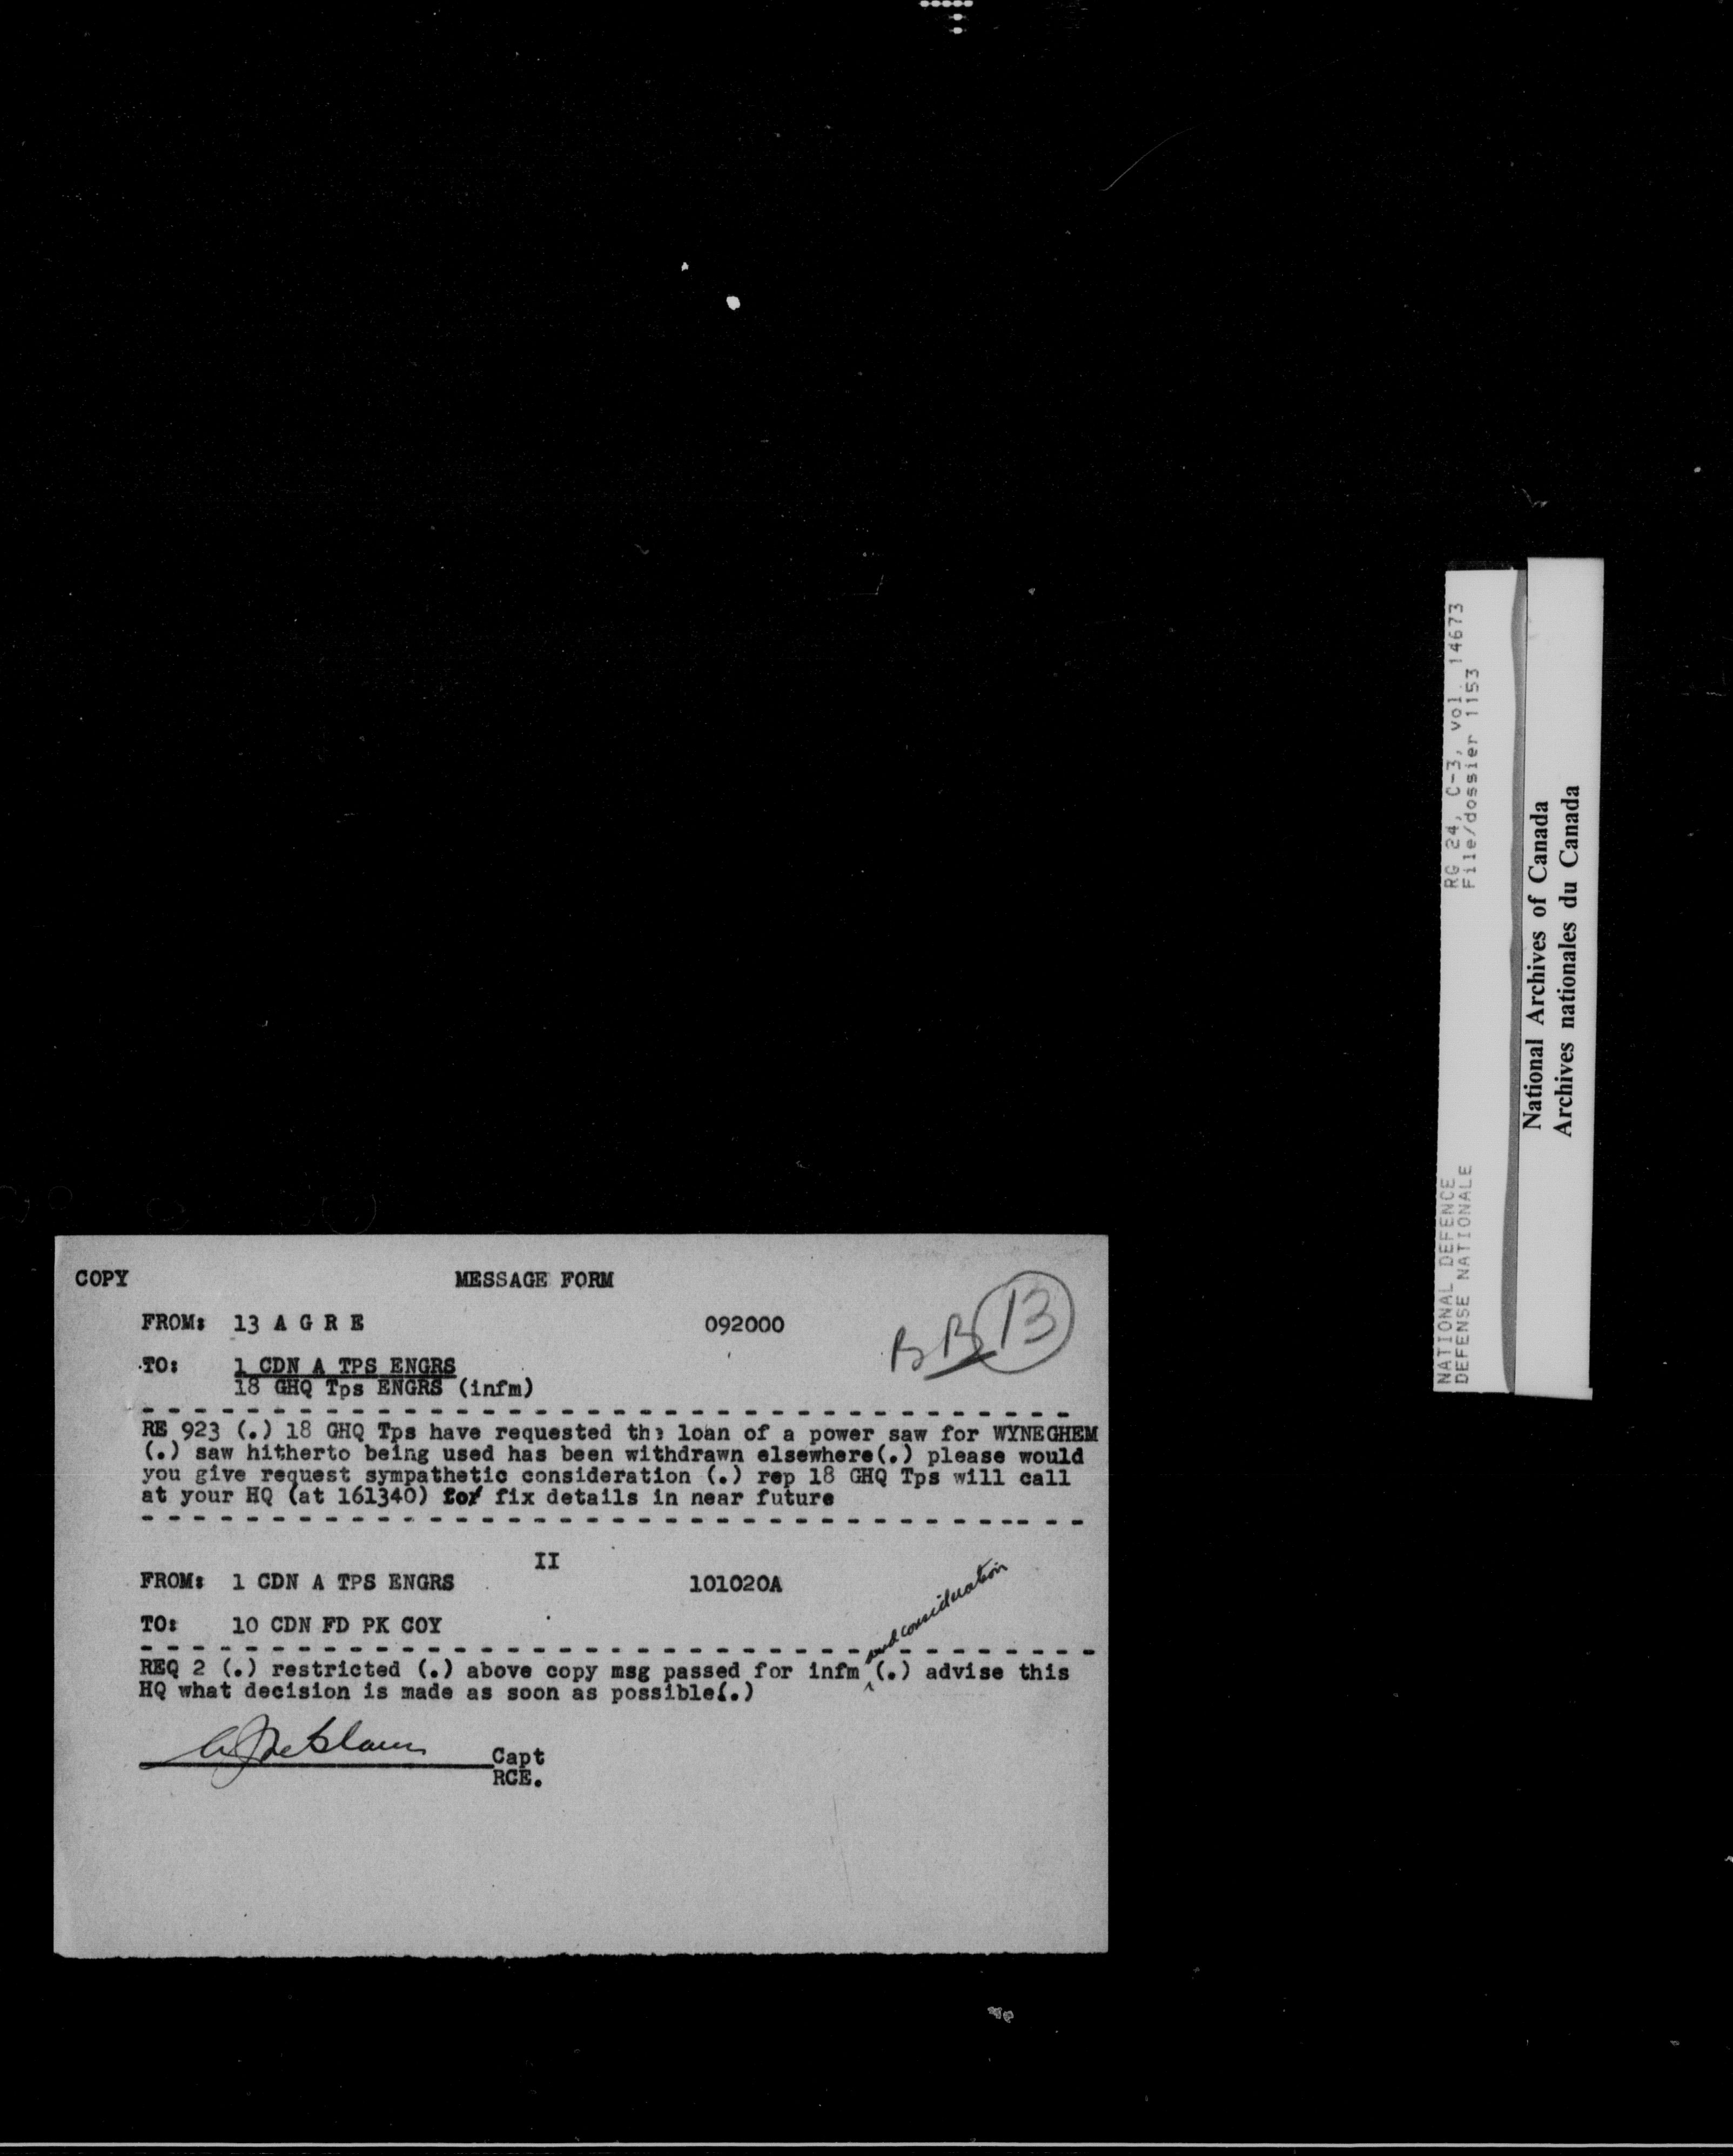 COPY MESSAGE FORM
FROM: 13 A G R E 092000
BB 13
TO: 1 CDN A TPS ENGRS
18 GHQ Tps ENGRS (infm)
RE 923 (.) 18 GHQ Tps have requested the loan of a power saw for WYNEGHEM
(.) saw hitherto being used has been withdrawn elsewhere(.) please would
you give request sympathetic consideration (.) rep 18 GHQ Tps will call
at your HQ (at 161340) for fix details in near future
II
FROM: 1 CDN A TPS ENGRS 101020A
TO: 10 CDN FD PK COY
and consideration
REQ 2 (.) restricted (.) above copy msg passed for infm (.) advise this
HQ what decision is made as soon as possible(.)
Capt
RCE.
NATIONAL DEFENCE RG 24, C-3, vol. 14673
DEFENSE NATIONALE File/dossier 1153
National Archives of Canada
Archives nationales du Canada